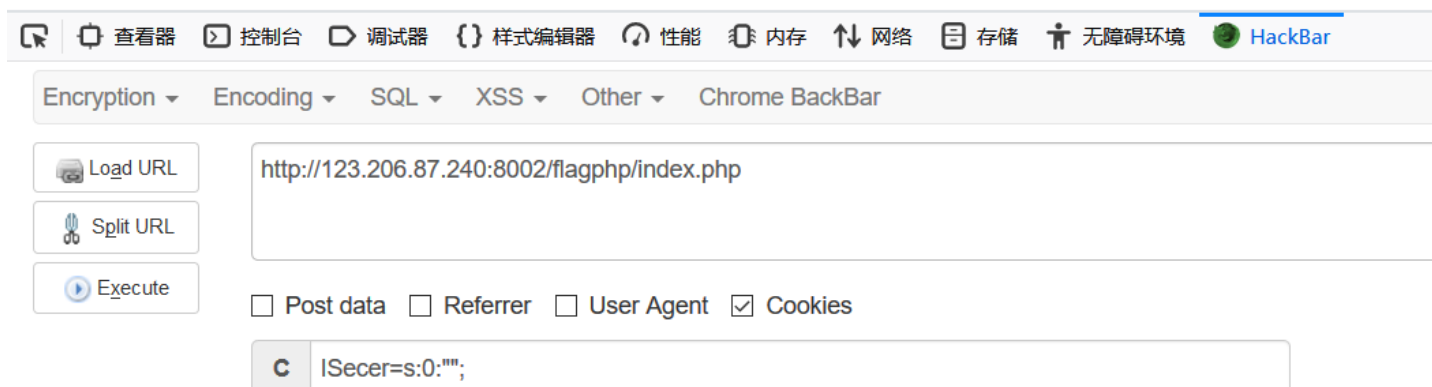 查看器 控制台 调试器 样式编辑器 性能 内存 网络 存储 无障碍环境 HackBar
Encryption Encoding SQL XSS Other Chrome BackBar
Load URL http://123.206.87.240:8002/flagphp/index.php
Split URL
Execute
Post data Referrer User Agent Cookies
C ISecer=s:0:"";